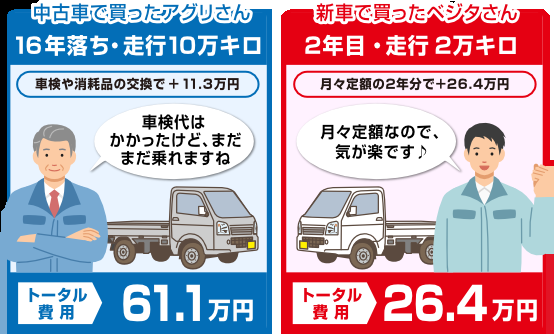 中古車で買ったアグリさん
16年落ち・走行10万キロ
車検や消耗品の交換で+11.3万円
車検代は
かかったけど、まだ
まだ乗れますね
トータル
費用
61.1万円
新車で買ったベジタさん
2年目・走行2万キロ
月々定額の2年分で+26.4万円
月々定額なので、
気が楽です♪
トータル
費用
26.4万円